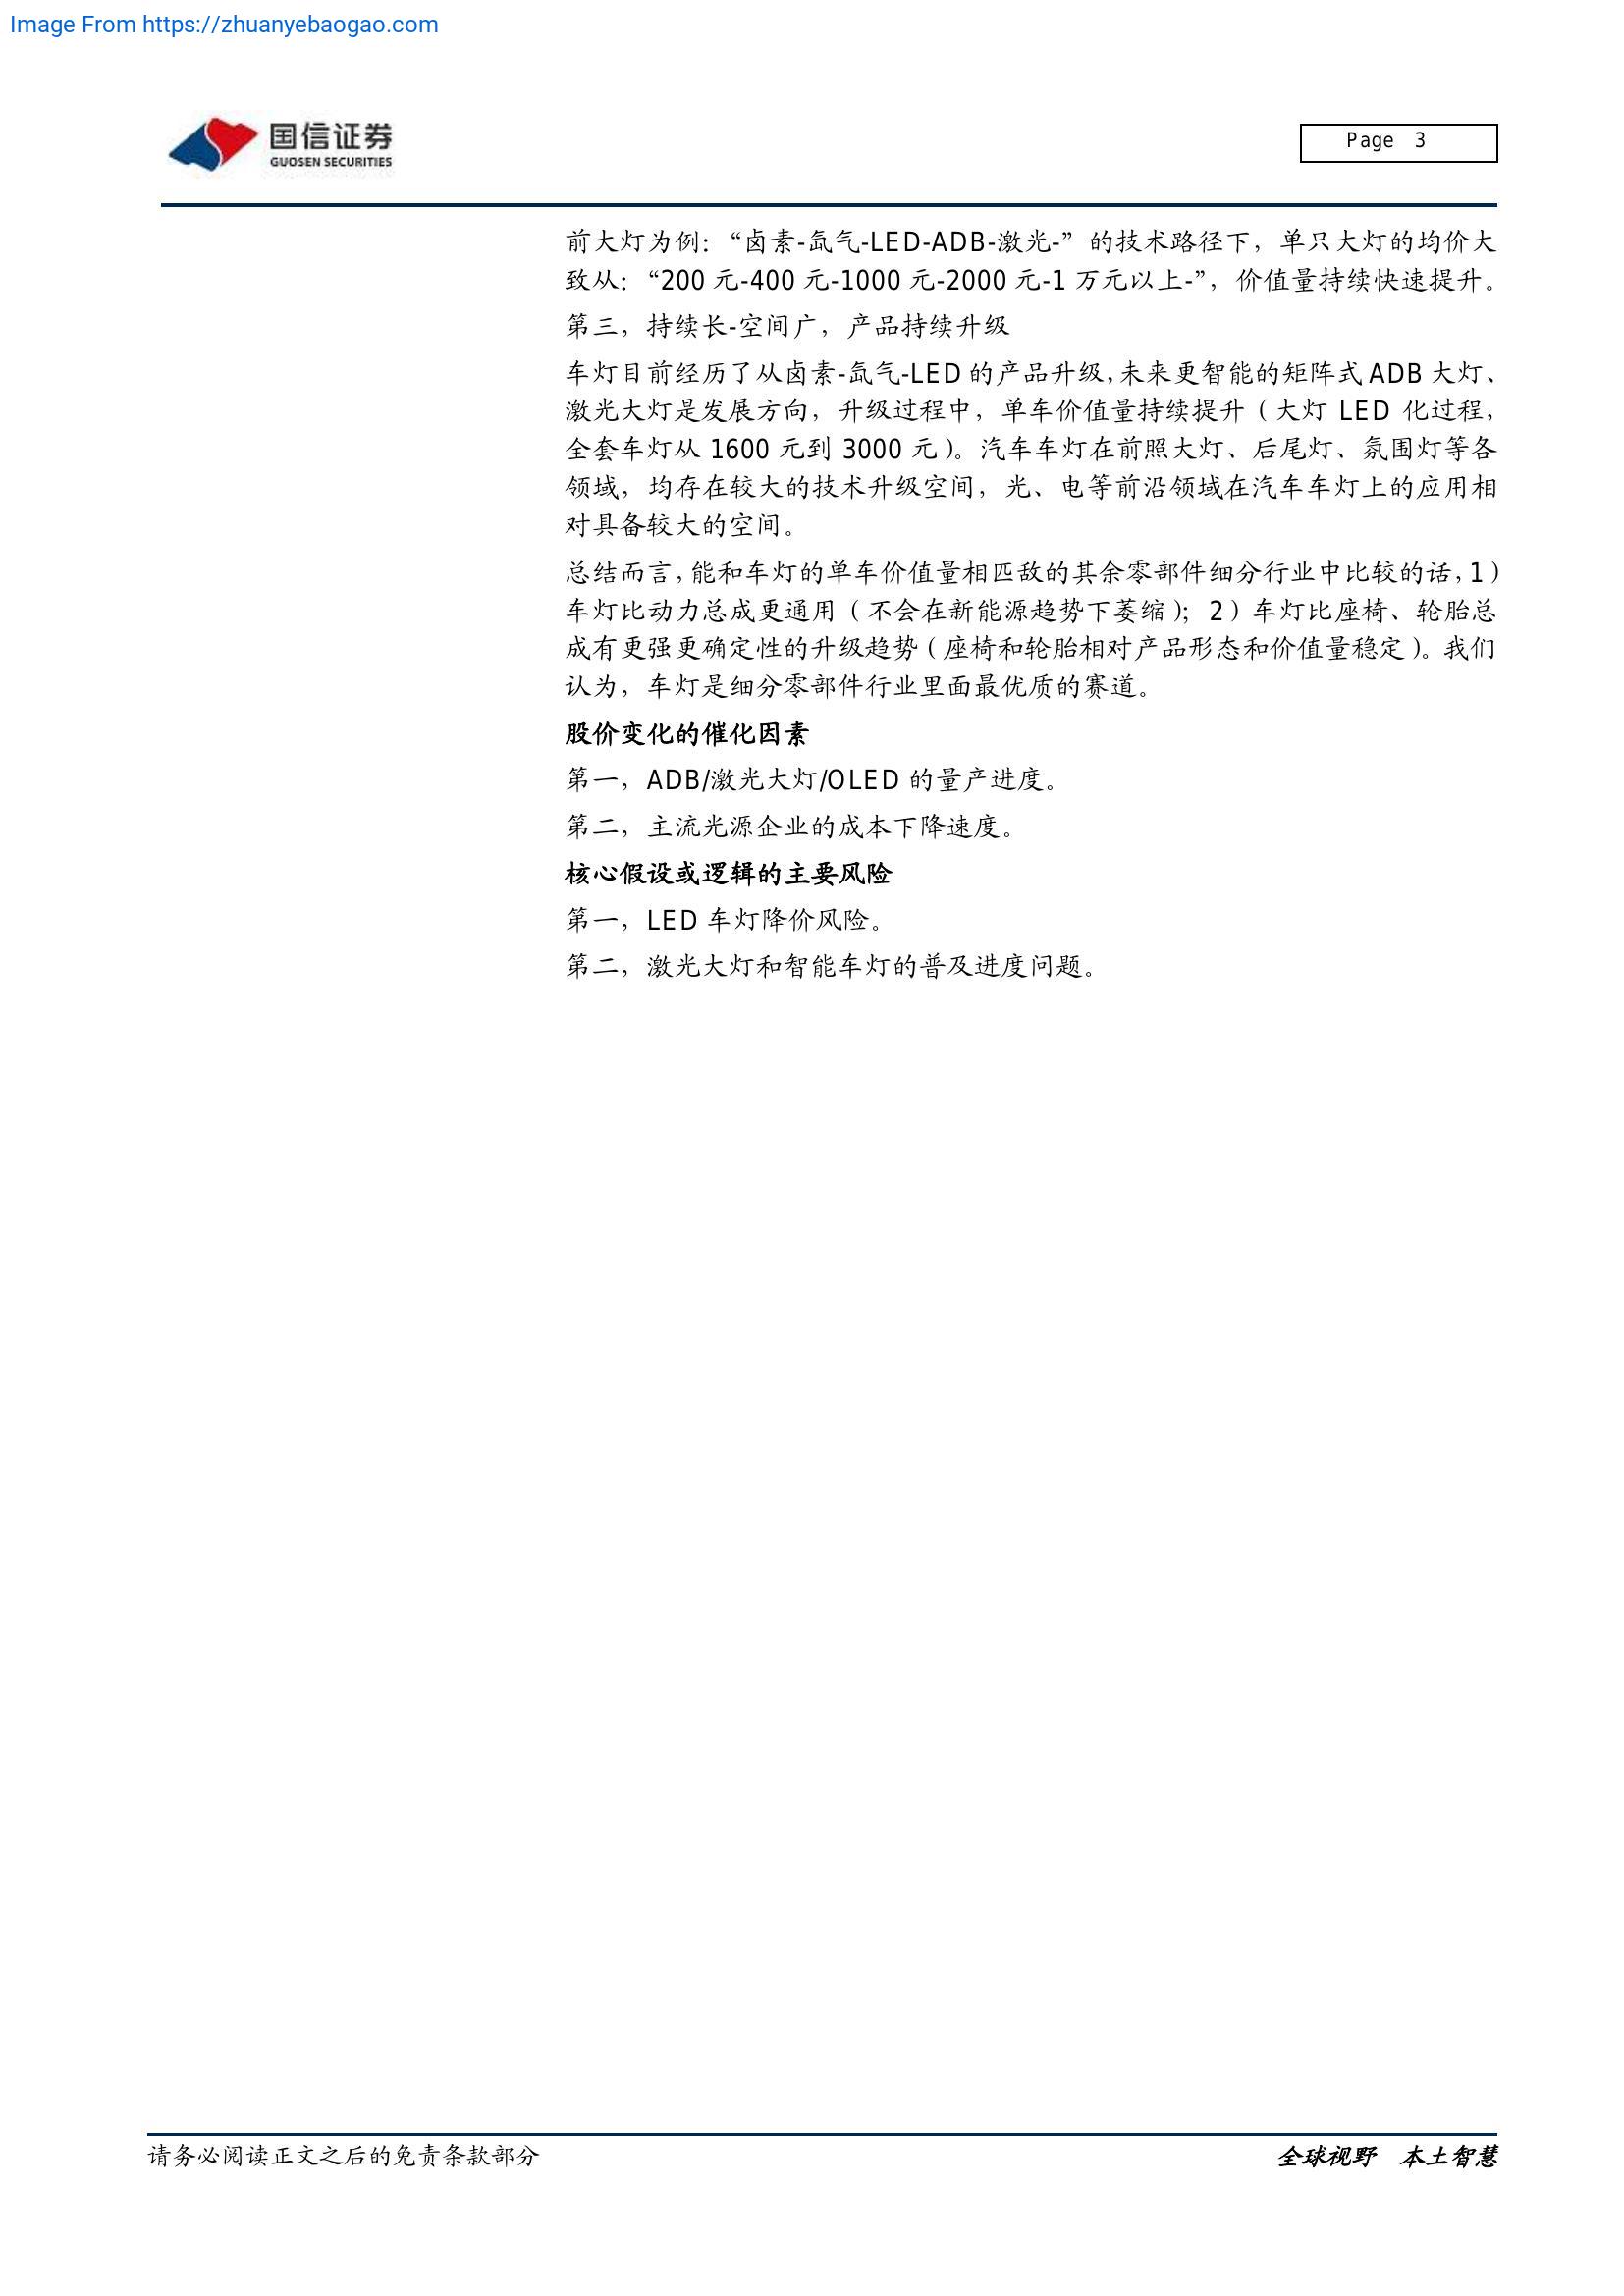 Image From https://zhuanyebaogao.com
国信证券
GUOSEN SECURITIES
Page 3
前大灯为例：“卤素-氙气-LED-ADB-激光-”的技术路径下，单只大灯的均价大
致从：“200 元-400 元-1000 元-2000 元-1 万元以上-”，价值量持续快速提升。
第三，持续长-空间广，产品持续升级
车灯目前经历了从卤素-氙气-LED 的产品升级，未来更智能的矩阵式 ADB 大灯、
激光大灯是发展方向，升级过程中，单车价值量持续提升（大灯 LED 化过程，
全套车灯从 1600 元到 3000 元）。汽车车灯在前照大灯、后尾灯、氛围灯等各
领域，均存在较大的技术升级空间，光、电等前沿领域在汽车车灯上的应用相
对具备较大的空间。
总结而言，能和车灯的单车价值量相匹敌的其余零部件细分行业中比较的话，1）
车灯比动力总成更通用（不会在新能源趋势下萎缩）；2）车灯比座椅、轮胎总
成有更强更确定性的升级趋势（座椅和轮胎相对产品形态和价值量稳定）。我们
认为，车灯是细分零部件行业里面最优质的赛道。
股价变化的催化因素
第一，ADB/激光大灯/OLED 的量产进度。
第二，主流光源企业的成本下降速度。
核心假设或逻辑的主要风险
第一，LED 车灯降价风险。
第二，激光大灯和智能车灯的普及进度问题。
请务必阅读正文之后的免责条款部分
全球视野 本土智慧